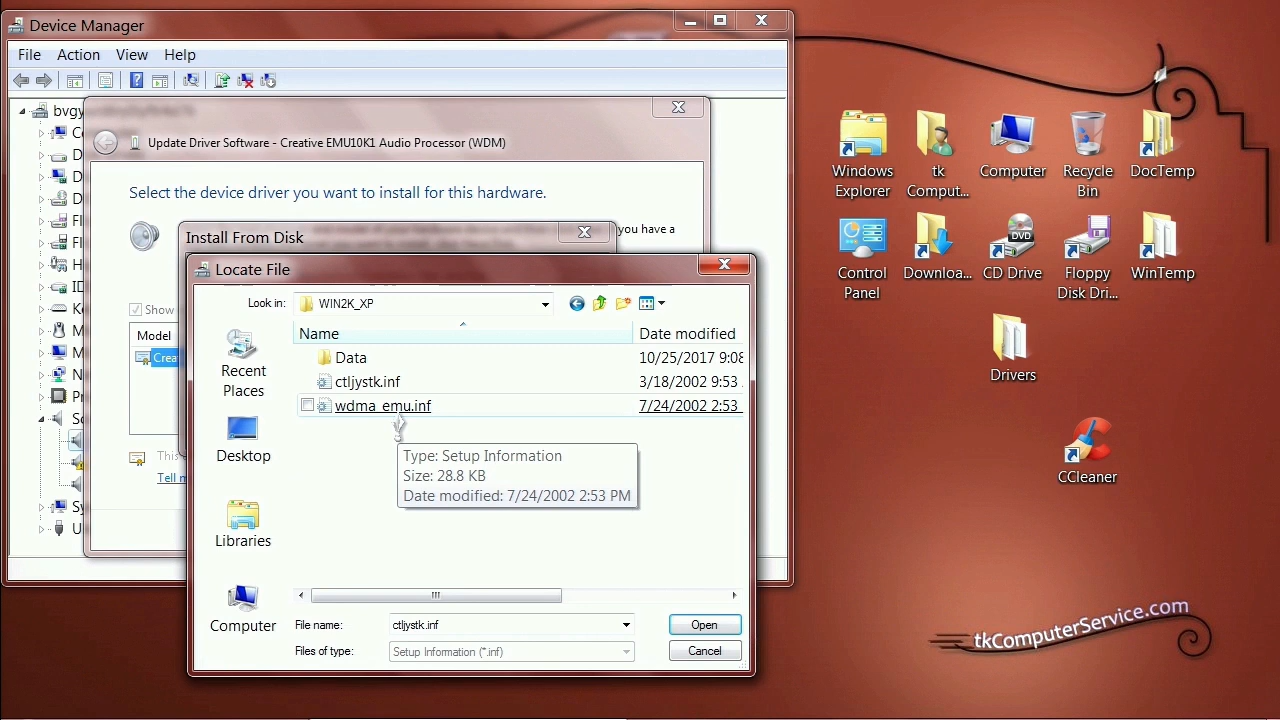 Device Manager
File Action View Help
bvgy
Update Driver Software - Creative EMU10K1 Audio Processor (WDM)
Select the device driver you want to install for this hardware.
you have a
Install From Disk
Locate File
Look in: WIN2K_XP
Name Date modified
Data 10/25/2017 9:08
ctljystk.inf 3/18/2002 9:53
wdma_emu.inf 7/24/2002 2:53
Type: Setup Information
Size: 28.8 KB
Date modified: 7/24/2002 2:53 PM
Recent
Places
Desktop
Libraries
Computer
File name: ctljystk.inf Open
Files of type: Setup Information (*.inf) Cancel
Show
Model
Crea
This
Tell m
Windows
Explorer
tk
Comput...
Computer
Recycle
Bin
DocTemp
Control
Panel
Downloa...
CD Drive
Floppy
Disk Dri...
WinTemp
Drivers
CCleaner
DVD
tkComputerService.com